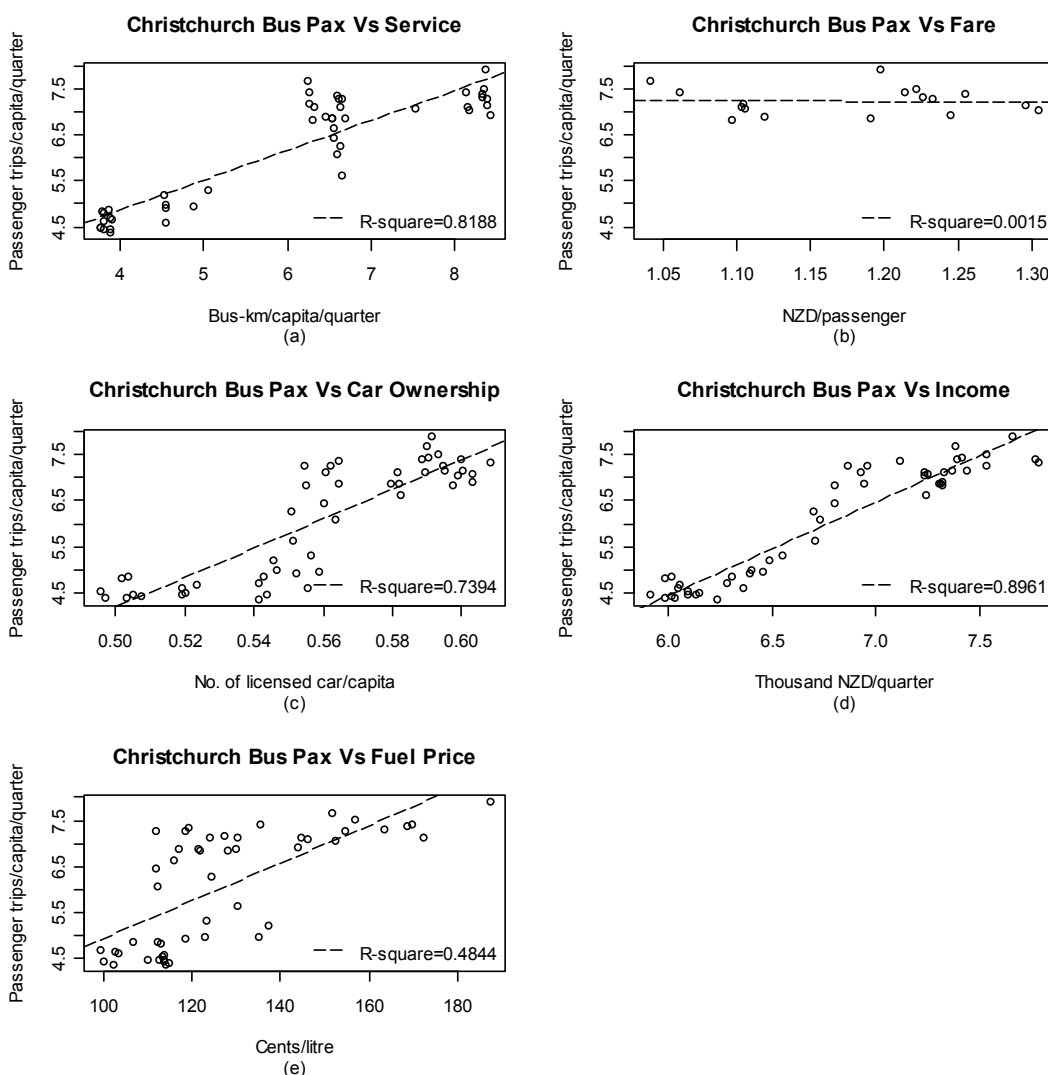 Christchurch Bus Pax Vs Service
Passenger trips/capita/quarter
4.5 5.5 6.5 7.5
R-square=0.8188
4 5 6 7 8
Bus-km/capita/quarter
(a)
Christchurch Bus Pax Vs Fare
Passenger trips/capita/quarter
4.5 5.5 6.5 7.5
R-square=0.0015
1.05 1.10 1.15 1.20 1.25 1.30
NZD/passenger
(b)
Christchurch Bus Pax Vs Car Ownership
Passenger trips/capita/quarter
4.5 5.5 6.5 7.5
R-square=0.7394
0.50 0.52 0.54 0.56 0.58 0.60
No. of licensed car/capita
(c)
Christchurch Bus Pax Vs Income
Passenger trips/capita/quarter
4.5 5.5 6.5 7.5
R-square=0.8961
6.0 6.5 7.0 7.5
Thousand NZD/quarter
(d)
Christchurch Bus Pax Vs Fuel Price
Passenger trips/capita/quarter
4.5 5.5 6.5 7.5
R-square=0.4844
100 120 140 160 180
Cents/litre
(e)